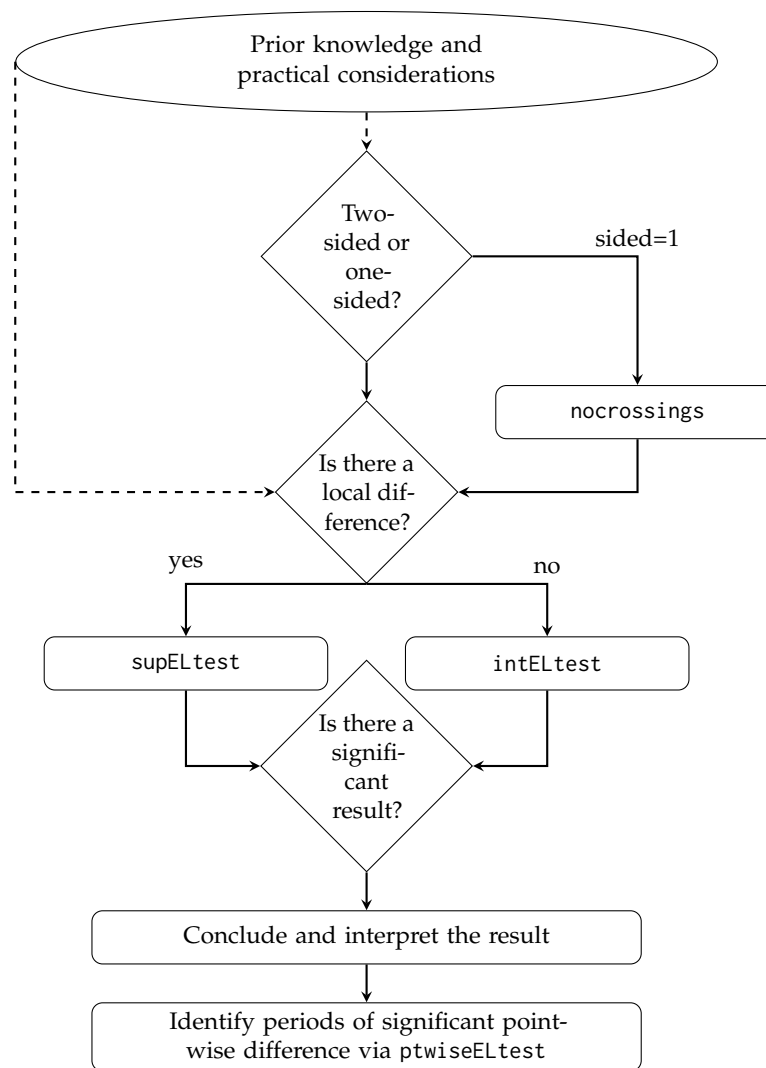 Prior knowledge and
practical considerations
Two-
sided or
one-
sided?
sided=1
nocrossings
Is there a
local dif-
ference?
yes
no
supELtest
intELtest
Is there a
signifi-
cant
result?
Conclude and interpret the result
Identify periods of significant point-
wise difference via ptwiseELtest